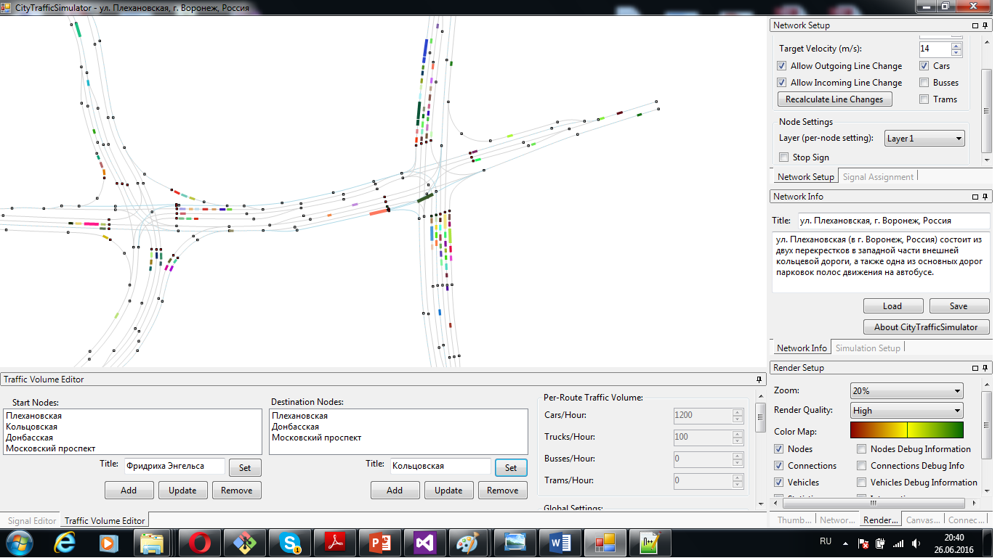 CityTrafficSimulator - ул. Плехановская, г. Воронеж, Россия
Network Setup
Target Velocity (m/s):
14
Allow Outgoing Line Change
Cars
Allow Incoming Line Change
Busses
Recalculate Line Changes
Trams
Node Settings
Layer (per-node setting):
Layer 1
Stop Sign
Network Setup
Signal Assignment
Network Info
Title:
ул. Плехановская, г. Воронеж, Россия
ул. Плехановская (в г. Воронеж, Россия) состоит из
двух перекрестков в западной части внешней
кольцевой дороги, а также одна из основных дорог
парковок полос движения на автобусе.
Load
Save
About CityTrafficSimulator
Network Info
Simulation Setup
Render Setup
Zoom:
20%
Render Quality:
High
Color Map:
Nodes
Nodes Debug Information
Connections
Connections Debug Info
Vehicles
Vehicles Debug Information
Thumb...
Networ...
Render...
Canvas...
Connec...
Traffic Volume Editor
Start Nodes:
Плехановская
Кольцовская
Донбасская
Московский проспект
Title:
Фридриха Энгельса
Set
Add
Update
Remove
Destination Nodes:
Плехановская
Донбасская
Московский проспект
Title:
Кольцовская
Set
Add
Update
Remove
Per-Route Traffic Volume:
Cars/Hour:
1200
Trucks/Hour:
100
Busses/Hour:
0
Trams/Hour:
0
Global Settings:
Signal Editor
Traffic Volume Editor
RU
20:40
26.06.2016